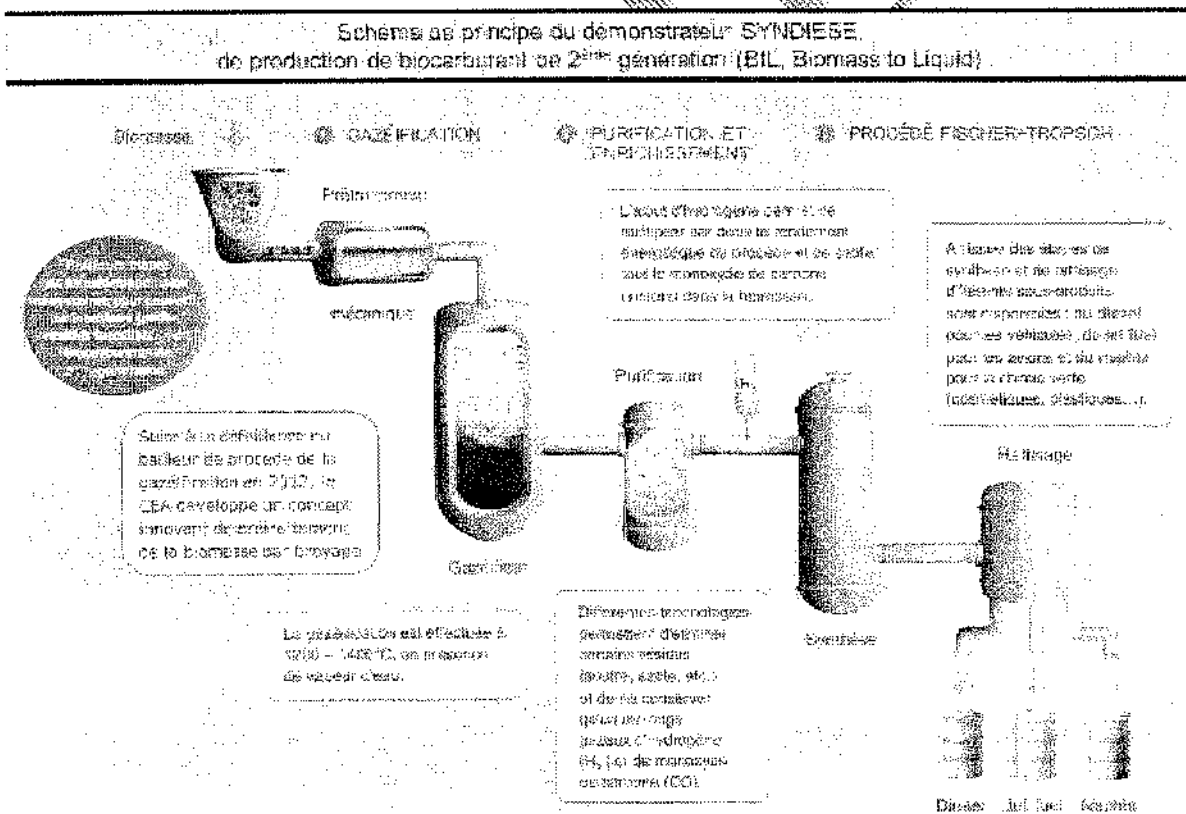 Schéma de principe du démonstrateur SYNDIESE,
de production de biocarburant de 2ème génération (BtL, Biomass to Liquid)
Biomasse
GAZÉIFICATION
PURIFICATION ET
ENRICHISSEMENT
PROCÉDÉ FISCHER-TROPSCH
Prétraitement
mécanique
L'ajout d'hydrogène permet de
multiplier par deux le rendement
énergétique du procédé et de
tout le monoxyde de carbone
contenu dans la biomasse.
A l'issue des étapes de
synthèse et de raffinage
différents sous-produits
sont disponibles : du diesel
pour les véhicules, du jet fuel
pour les avions et du naphta
pour la chimie verte
(cosmétiques, plastiques...).
Purification
H2
Raffinage
Suite à la défaillance du
bailleur de procédé de la
gazéification en 2012, le
CEA développe un concept
innovant de prétraitement
de la biomasse par broyage
Gazéifieur
La gazéification est effectuée à
1200 – 1400°C, en présence
de vapeur d'eau.
Différentes technologies
permettent d'éliminer
certains résidus
(soufre, sable, etc.)
et de ne conserver
qu'un mélange
gazeux d'hydrogène
(H2) et de monoxyde
de carbone (CO).
Synthèse
Diesel Jet fuel Naphta